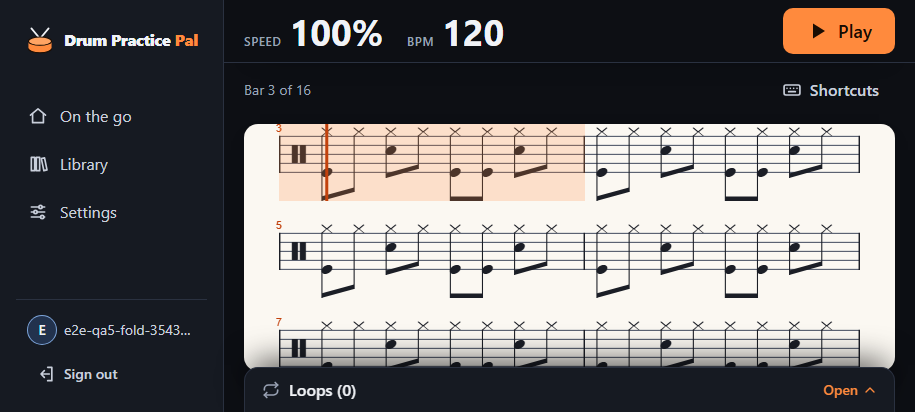 Drum Practice Pal
SPEED 100% BPM 120
Play
On the go
Library
Settings
E e2e-qa5-fold-3543...
Sign out
Bar 3 of 16
Shortcuts
3
5
7
Loops (0)
Open